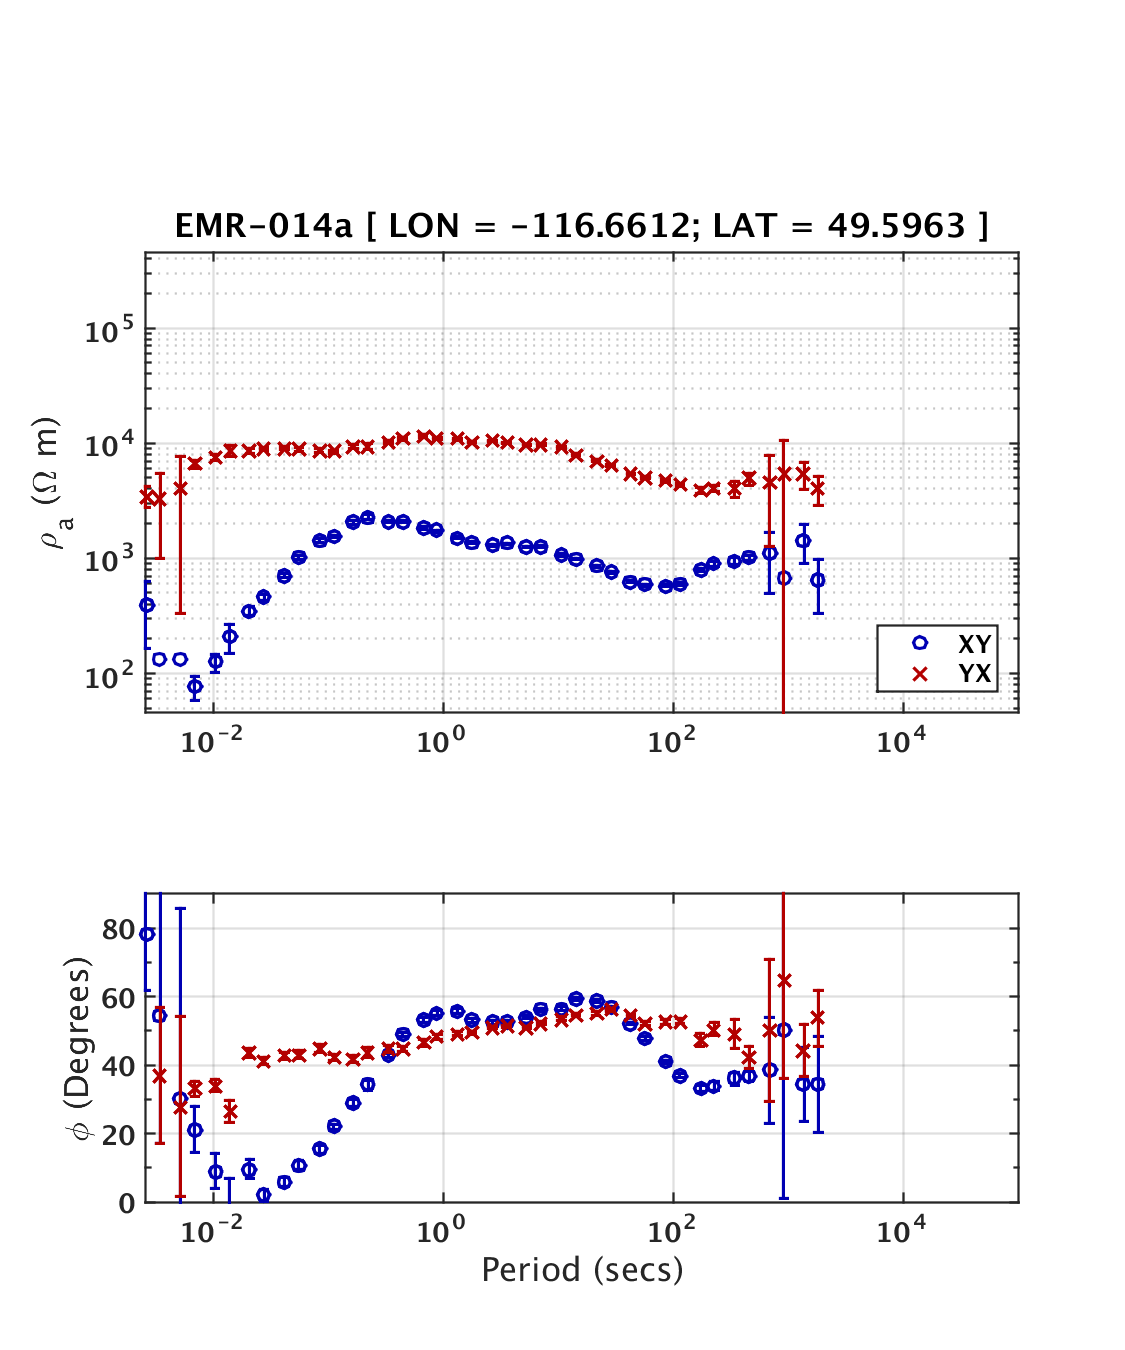 EMR-014a [ LON = -116.6612; LAT = 49.5963 ]
ρa (Ω m)
10^5
10^4
10^3
10^2
XY
YX
10^-2 10^0 10^2 10^4
ϕ (Degrees)
80
60
40
20
0
10^-2 10^0 10^2 10^4
Period (secs)